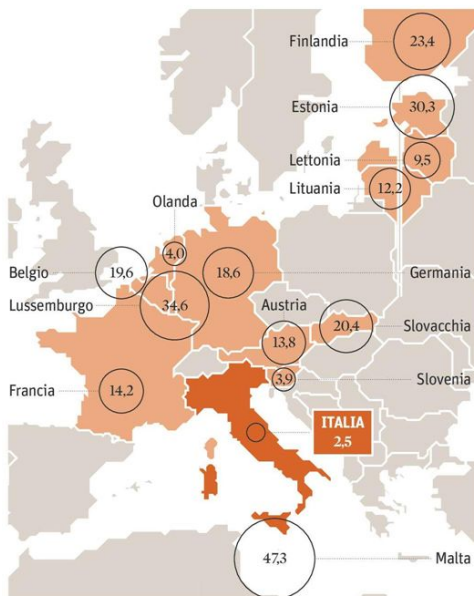 Finlandia
23,4
Estonia
30,3
Lettonia
9,5
Lituania
12,2
Olanda
4,0
Belgio
19,6
18,6
Germania
Lussemburgo
34,6
Austria
13,8
20,4
Slovacchia
Francia
14,2
3,9
Slovenia
ITALIA
2,5
47,3
Malta